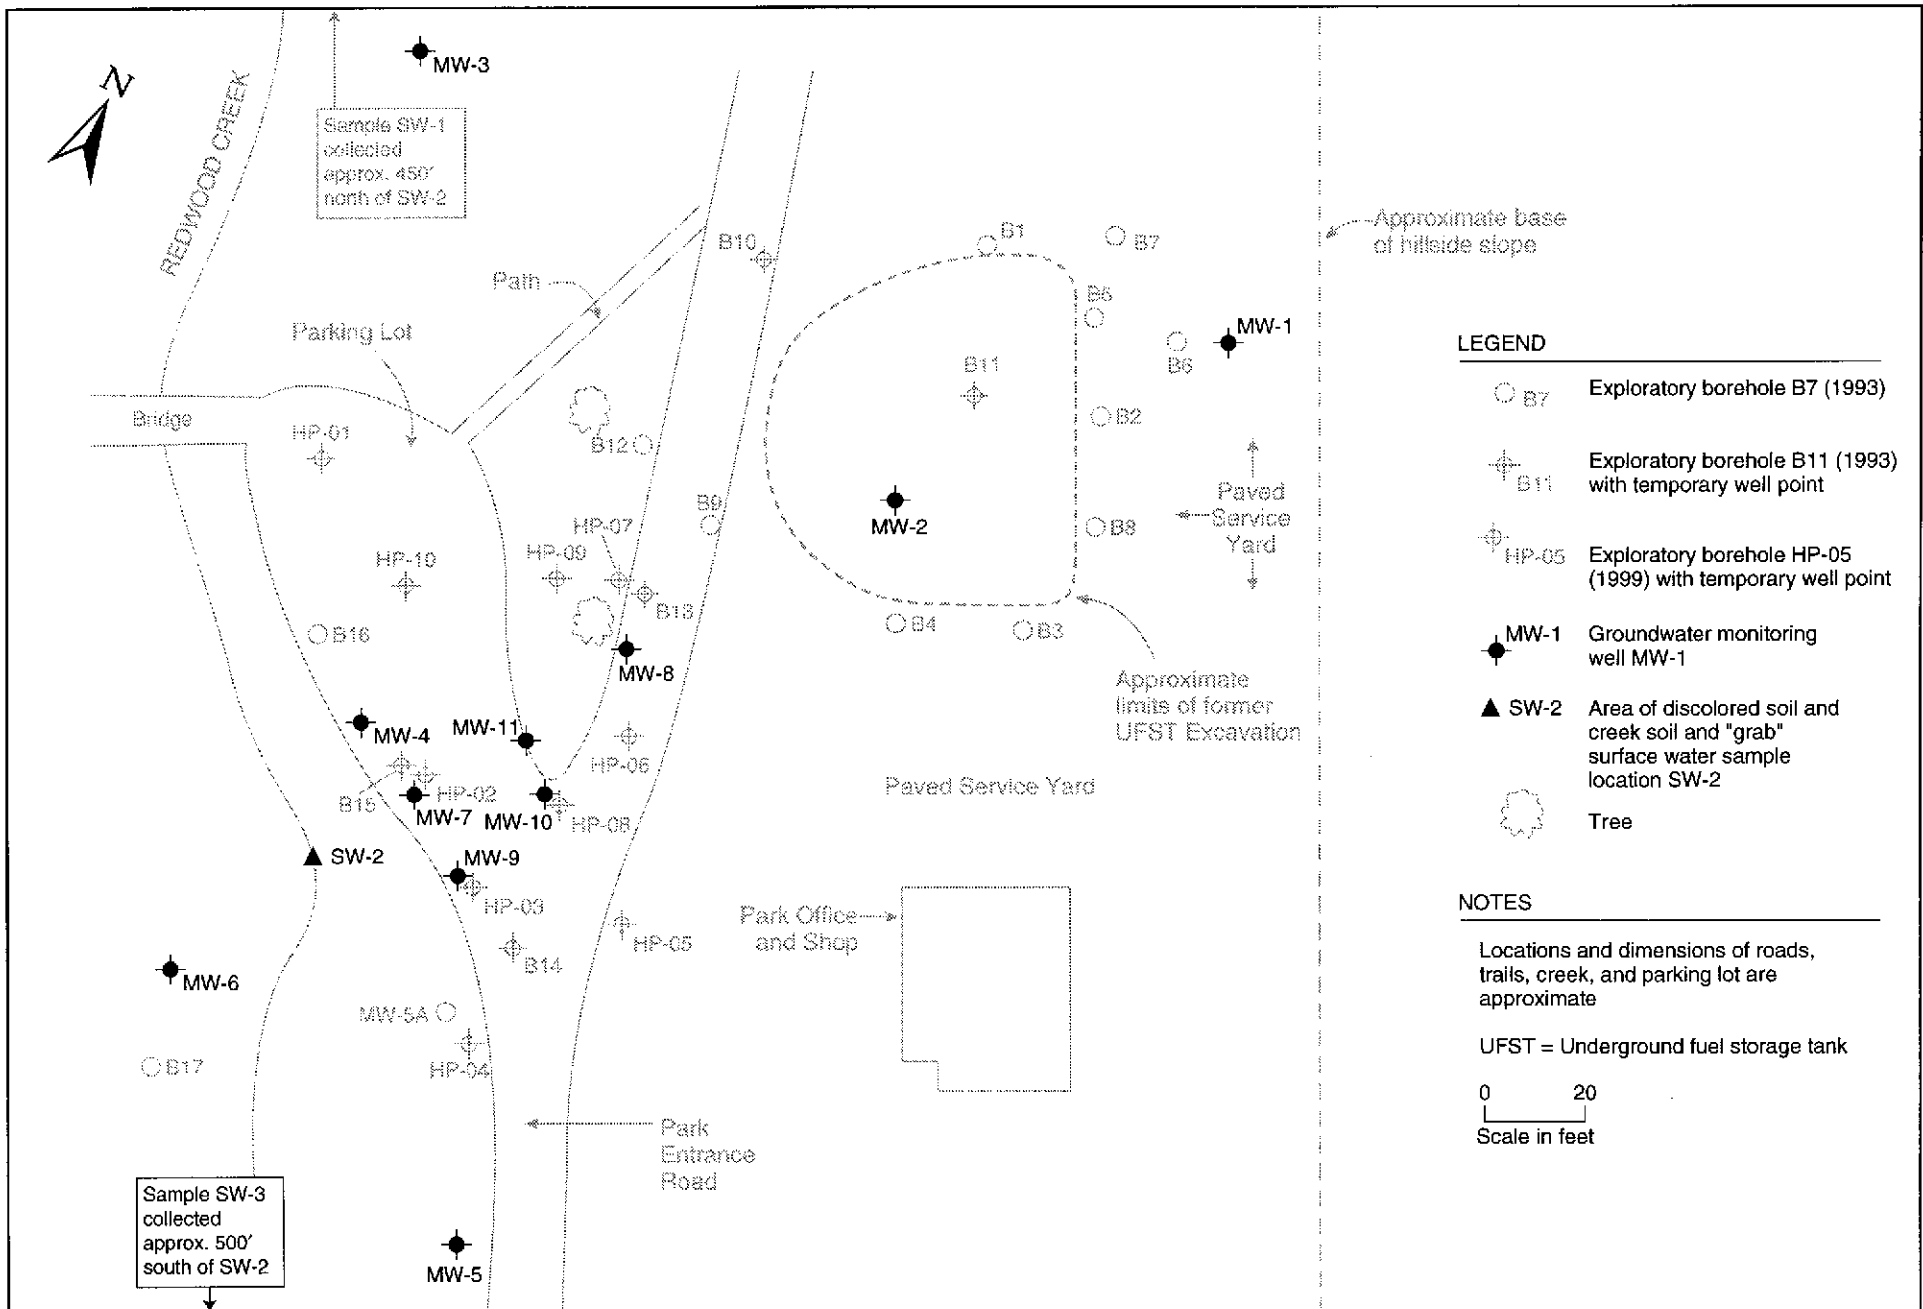 N
REDWOOD CREEK
MW-3
Sample SW-1
collected
approx. 450'
north of SW-2
B10
B1
B7
Approximate base
of hillside slope
Path
B5
Parking Lot
MW-1
B6
B11
Bridge
HP-01
B12
B2
B9
MW-2
B8
Paved
Service
Yard
HP-07
HP-09
HP-10
B13
B16
B4
B3
MW-8
Approximate
limits of former
UFST Excavation
MW-4
MW-11
HP-06
B15
HP-02
MW-7
MW-10
HP-08
Paved Service Yard
SW-2
MW-9
HP-03
Park Office
and Shop
HP-05
B14
MW-6
MW-5A
HP-04
B17
Park
Entrance
Road
Sample SW-3
collected
approx. 500'
south of SW-2
MW-5
LEGEND
B7
Exploratory borehole B7 (1993)
B11
Exploratory borehole B11 (1993)
with temporary well point
HP-05
Exploratory borehole HP-05
(1999) with temporary well point
MW-1
Groundwater monitoring
well MW-1
SW-2
Area of discolored soil and
creek soil and "grab"
surface water sample
location SW-2
Tree
NOTES
Locations and dimensions of roads,
trails, creek, and parking lot are
approximate
UFST = Underground fuel storage tank
0 20
Scale in feet